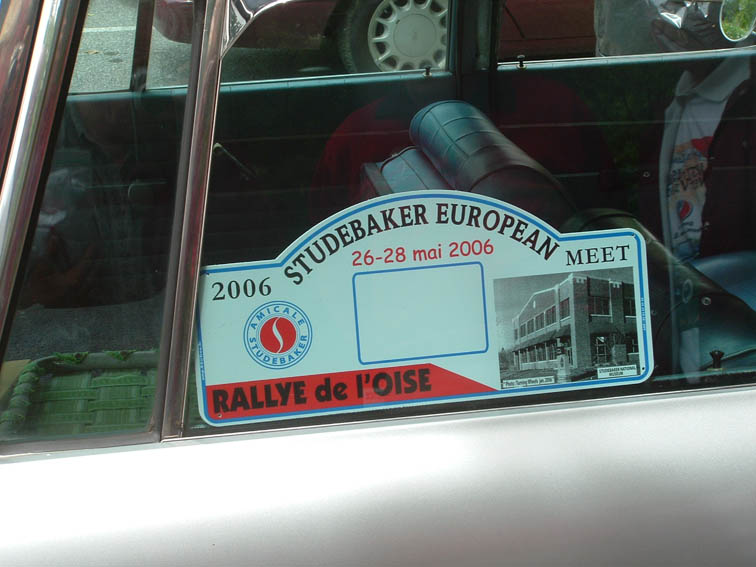 2006 STUDEBAKER EUROPEAN MEET
26-28 mai 2006
AMICALE
STUDEBAKER
RALLYE de l'OISE
STUDEBAKER NATIONAL
MUSEUM